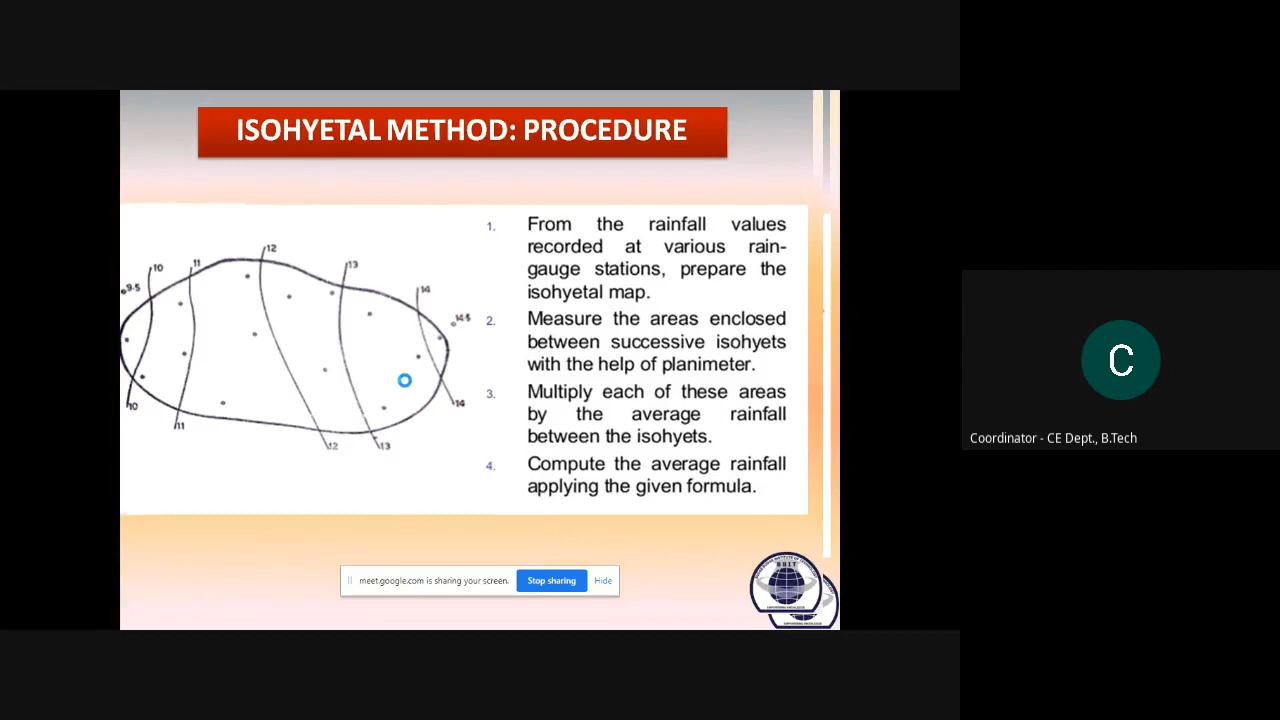 ISOHYETAL METHOD: PROCEDURE
12
10
11
13
9.5
14
14.5
10
11
12
13
14
1. From the rainfall values
recorded at various rain-
gauge stations, prepare the
isohyetal map.
2. Measure the areas enclosed
between successive isohyets
with the help of planimeter.
3. Multiply each of these areas
by the average rainfall
between the isohyets.
4. Compute the average rainfall
applying the given formula.
meet.google.com is sharing your screen.
Stop sharing
Hide
BBIT
C
Coordinator - CE Dept., B.Tech